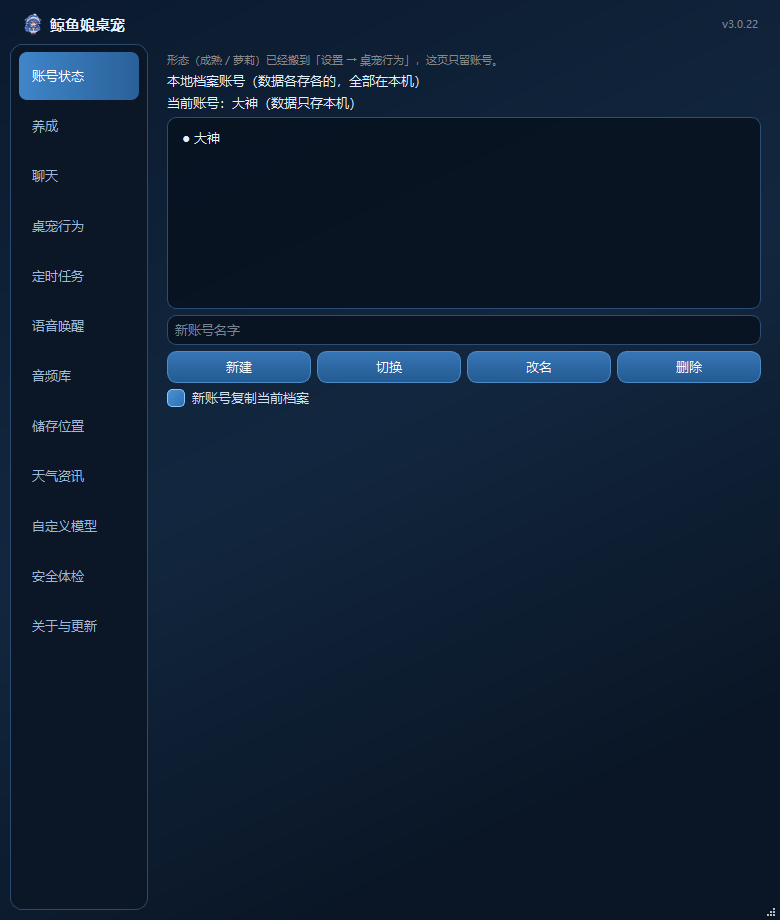 鲸鱼娘桌宠
v3.0.22
账号状态
养成
聊天
桌宠行为
定时任务
语音唤醒
音频库
储存位置
天气资讯
自定义模型
安全体检
关于与更新
形态（成熟 / 萝莉）已经搬到「设置 → 桌宠行为」，这页只留账号。
本地档案账号（数据各存各的，全部在本机）
当前账号：大神（数据只存本机）
● 大神
新账号名字
新建 切换 改名 删除
新账号复制当前档案